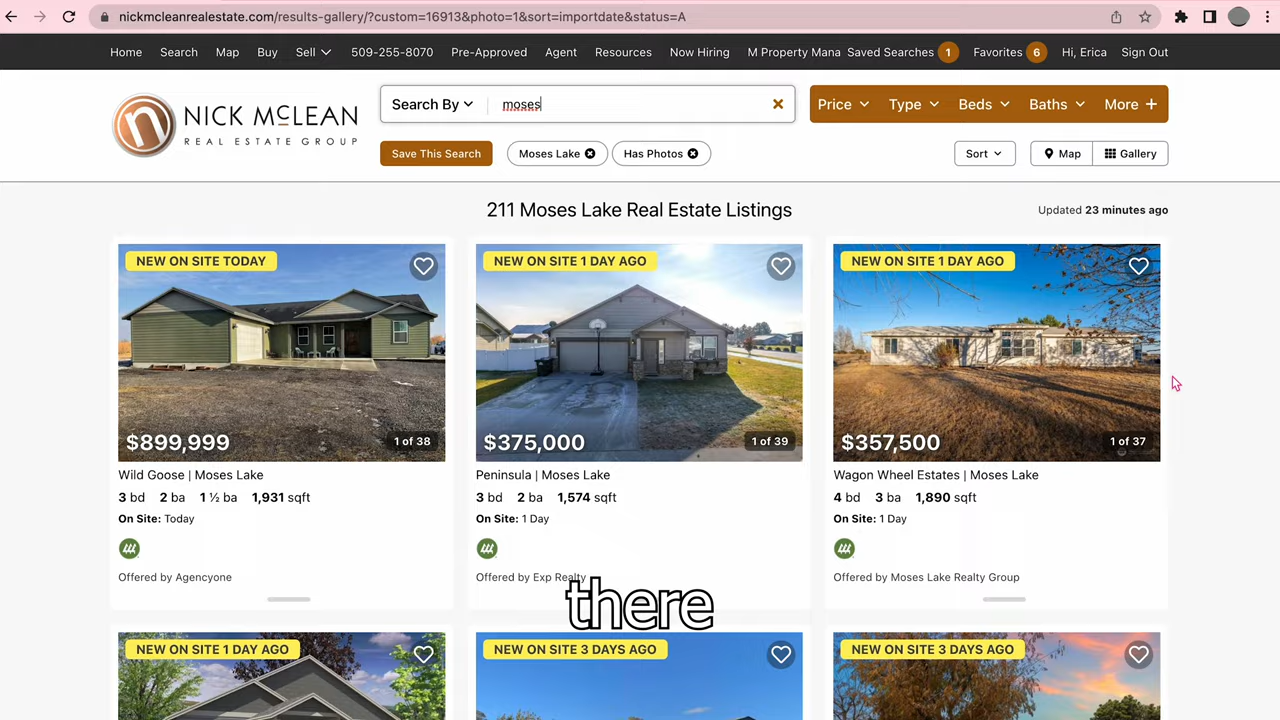 nickmcleanrealestate.com/results-gallery/?custom=16913&photo=1&sort=importdate&status=A
Home Search Map Buy Sell 509-255-8070 Pre-Approved Agent Resources Now Hiring M Property Mana Saved Searches 1 Favorites 6 Hi, Erica Sign Out
n NICK MCLEAN
REAL ESTATE GROUP
Search By moses
Price Type Beds Baths More +
Save This Search Moses Lake Has Photos Sort Map Gallery
211 Moses Lake Real Estate Listings
Updated 23 minutes ago
NEW ON SITE TODAY
$899,999 1 of 38
Wild Goose | Moses Lake
3 bd 2 ba 1 ½ ba 1,931 sqft
On Site: Today
Offered by Agencyone
NEW ON SITE 1 DAY AGO
$375,000 1 of 39
Peninsula | Moses Lake
3 bd 2 ba 1,574 sqft
On Site: 1 Day
Offered by Exp Realty
NEW ON SITE 1 DAY AGO
$357,500 1 of 37
Wagon Wheel Estates | Moses Lake
4 bd 3 ba 1,890 sqft
On Site: 1 Day
Offered by Moses Lake Realty Group
there
NEW ON SITE 1 DAY AGO
NEW ON SITE 3 DAYS AGO
NEW ON SITE 3 DAYS AGO